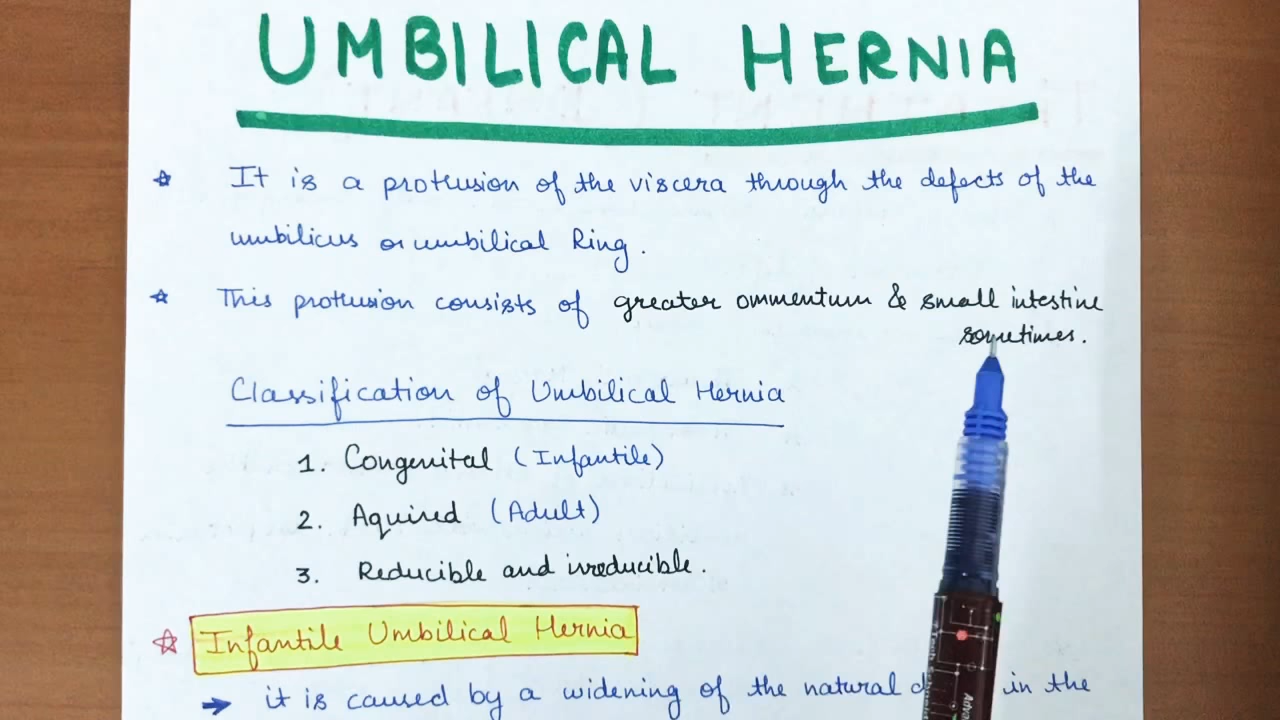 UMBILICAL HERNIA
It is a protrusion of the viscera through the defects of the
umbilicus or umbilical Ring.
This protrusion consists of greater ommentum & small intestine
sometimes.
Classification of Umbilical Hernia
1. Congenital (Infantile)
2. Aquired (Adult)
3. Reducible and irreducible.
Infantile Umbilical Hernia
→ it is caused by a widening of the natural in the